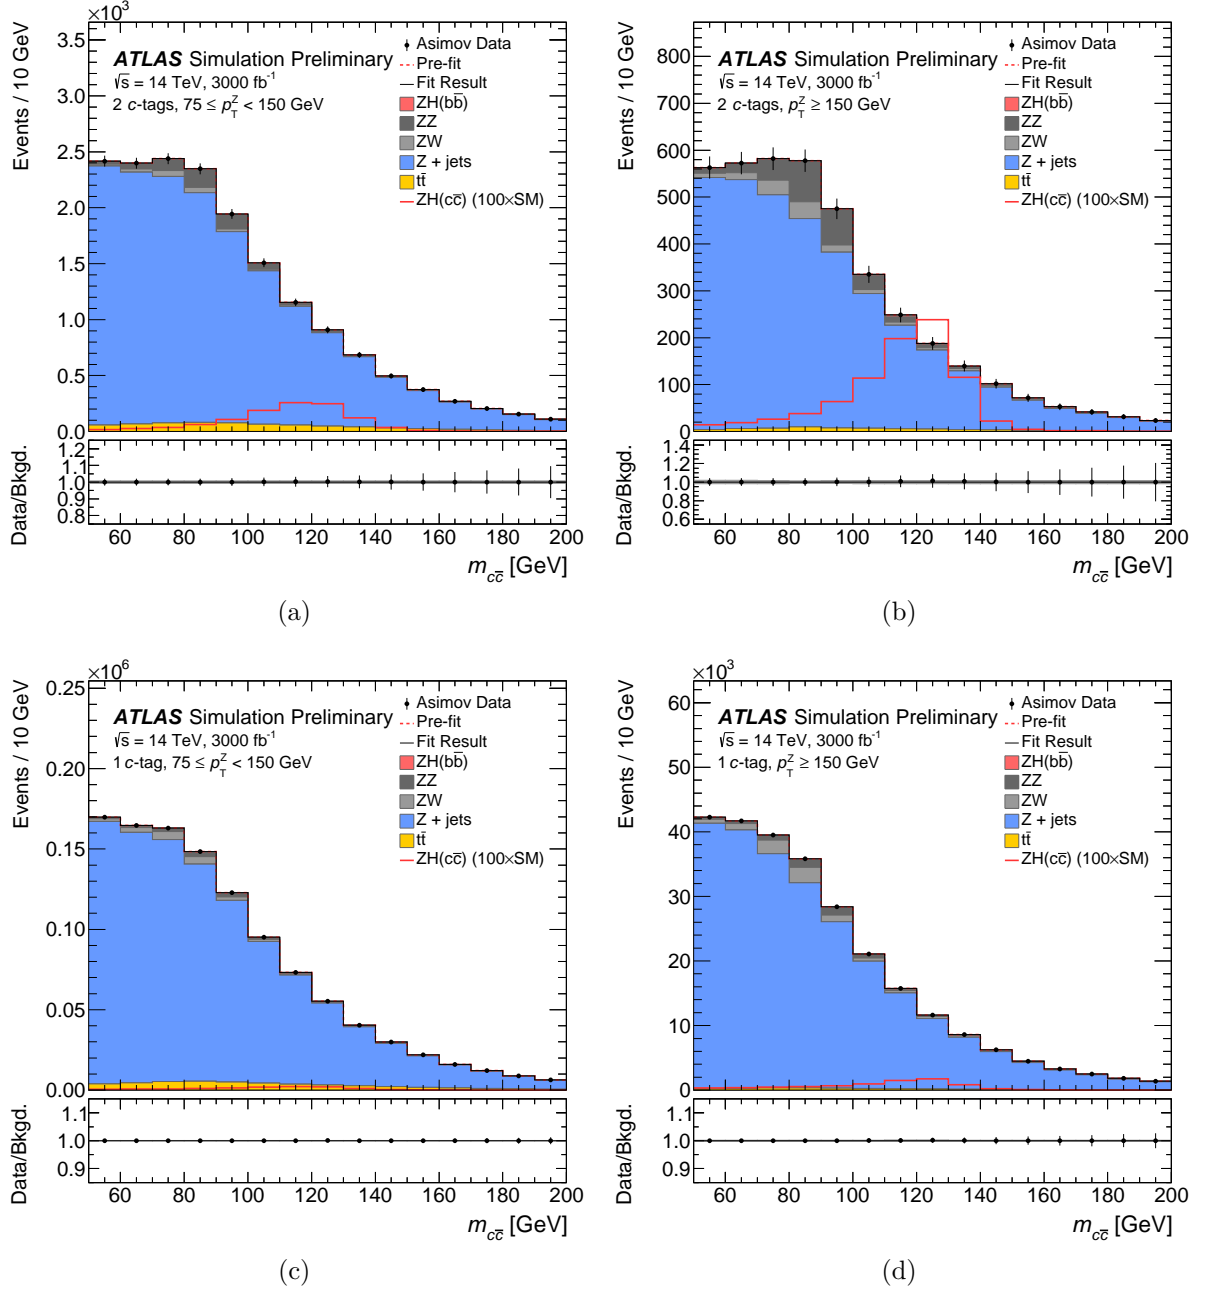 ×10³
Events / 10 GeV
3.5
3.0
2.5
2.0
1.5
1.0
0.5
0.0
ATLAS Simulation Preliminary
√s = 14 TeV, 3000 fb⁻¹
2 c-tags, 75 ≤ p_T^Z < 150 GeV
Asimov Data
Pre-fit
Fit Result
ZH(bb̅)
ZZ
ZW
Z + jets
tt̅
ZH(cc̅) (100×SM)
Data/Bkgd.
1.2
1.1
1.0
0.9
0.8
60 80 100 120 140 160 180 200
m_cc̅ [GeV]
(a)
Events / 10 GeV
800
700
600
500
400
300
200
100
0
ATLAS Simulation Preliminary
√s = 14 TeV, 3000 fb⁻¹
2 c-tags, p_T^Z ≥ 150 GeV
Asimov Data
Pre-fit
Fit Result
ZH(bb̅)
ZZ
ZW
Z + jets
tt̅
ZH(cc̅) (100×SM)
Data/Bkgd.
1.4
1.2
1.0
0.8
0.6
60 80 100 120 140 160 180 200
m_cc̅ [GeV]
(b)
×10⁶
Events / 10 GeV
0.25
0.20
0.15
0.10
0.05
0.00
ATLAS Simulation Preliminary
√s = 14 TeV, 3000 fb⁻¹
1 c-tag, 75 ≤ p_T^Z < 150 GeV
Asimov Data
Pre-fit
Fit Result
ZH(bb̅)
ZZ
ZW
Z + jets
tt̅
ZH(cc̅) (100×SM)
Data/Bkgd.
1.1
1.0
0.9
60 80 100 120 140 160 180 200
m_cc̅ [GeV]
(c)
×10³
Events / 10 GeV
60
50
40
30
20
10
0
ATLAS Simulation Preliminary
√s = 14 TeV, 3000 fb⁻¹
1 c-tag, p_T^Z ≥ 150 GeV
Asimov Data
Pre-fit
Fit Result
ZH(bb̅)
ZZ
ZW
Z + jets
tt̅
ZH(cc̅) (100×SM)
Data/Bkgd.
1.1
1.0
0.9
60 80 100 120 140 160 180 200
m_cc̅ [GeV]
(d)